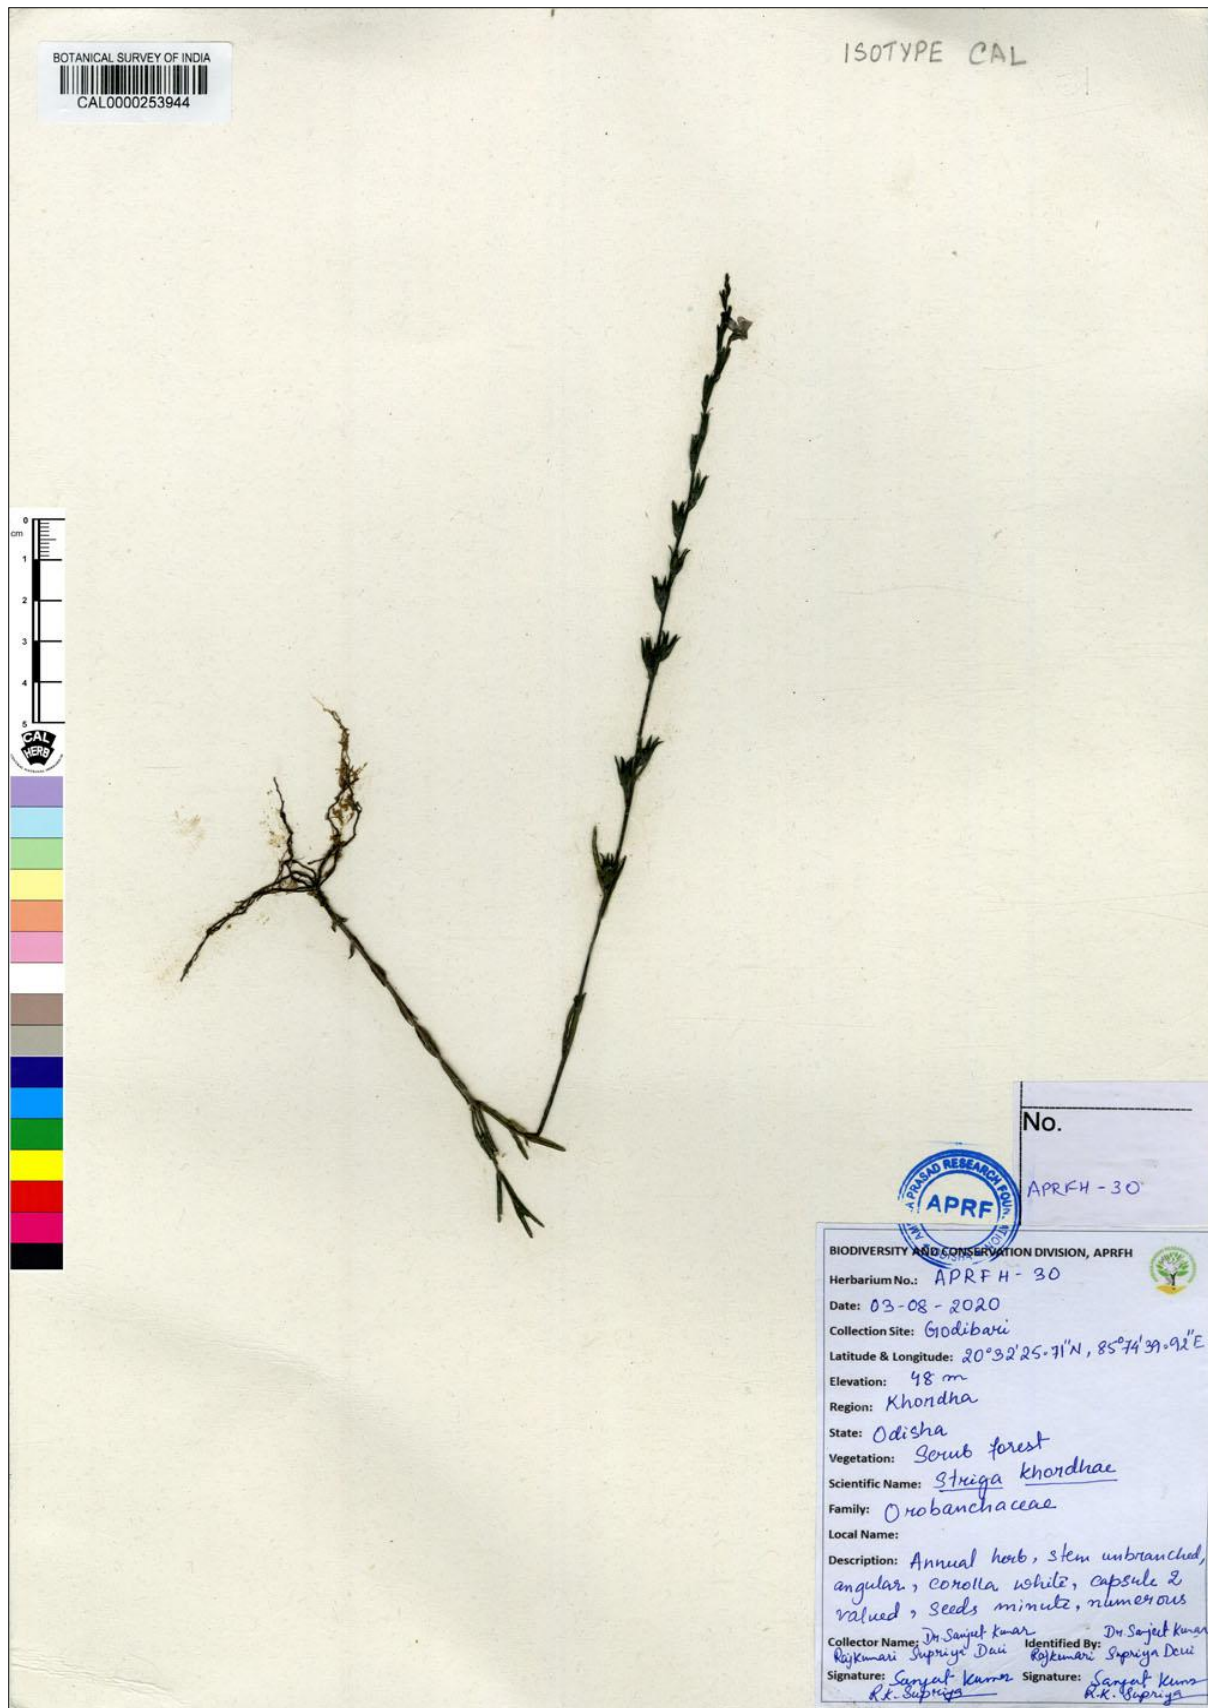 BOTANICAL SURVEY OF INDIA
CAL0000253944
ISOTYPE CAL
0
cm
1
2
3
4
5
CAL
HERB
No.
APRFH-30
APRF
BIODIVERSITY AND CONSERVATION DIVISION, APRFH
Herbarium No.: APRFH-30
Date: 03-08-2020
Collection Site: Godibari
Latitude & Longitude: 20°32'25.71"N, 85°74'39.92"E
Elevation: 48 m
Region: Khordha
State: Odisha
Vegetation: Scrub forest
Scientific Name: Striga khordhae
Family: Orobanchaceae
Local Name:
Description: Annual herb, stem unbranched,
angular, corolla white, capsule 2
valued, seeds minute, numerous
Collector Name: Dr Sanjeet Kumar Identified By: Dr Sanjeet Kumar
Rajkumari Supriya Devi Rajkumari Supriya Devi
Signature: Sanjeet Kumar Signature: Sanjeet Kumar
R.K. Supriya R.K. Supriya